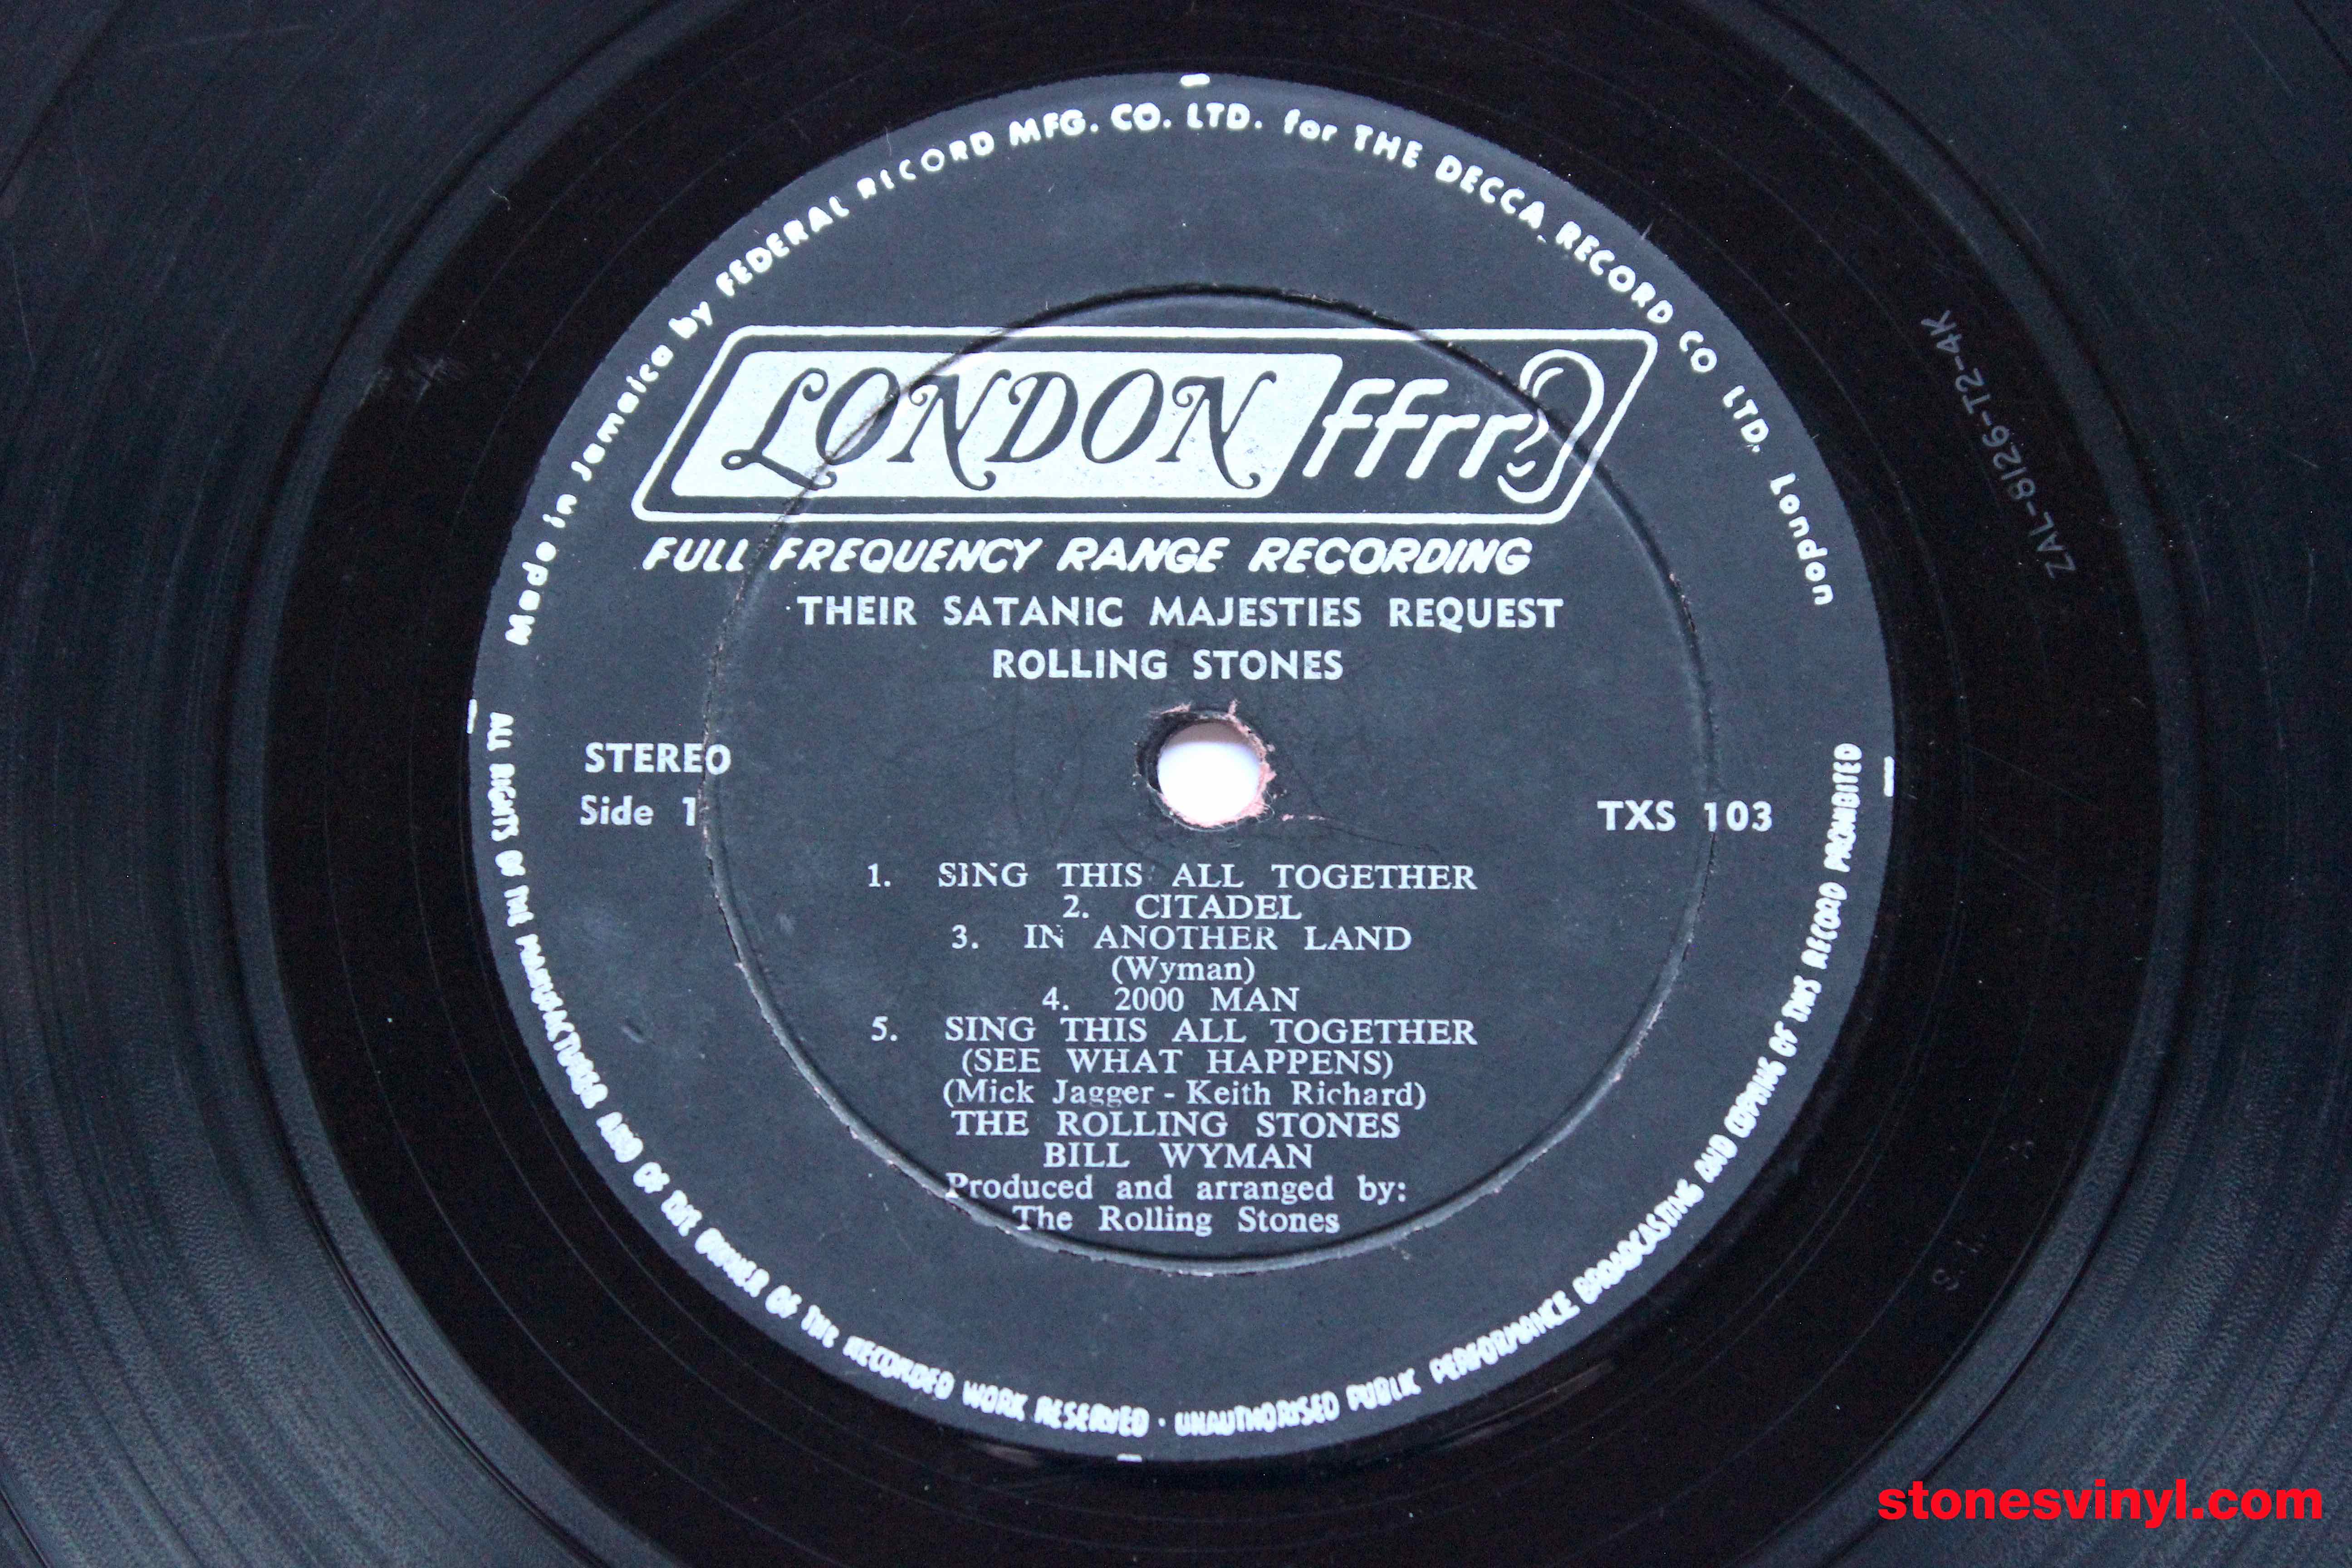 Made in Jamaica by FEDERAL RECORD MFG. CO. LTD. for THE DECCA RECORD CO LTD. London
LONDON ffrr
FULL FREQUENCY RANGE RECORDING
THEIR SATANIC MAJESTIES REQUEST
ROLLING STONES
STEREO
Side 1
TXS 103
1. SING THIS ALL TOGETHER
2. CITADEL
3. IN ANOTHER LAND
(Wyman)
4. 2000 MAN
5. SING THIS ALL TOGETHER
(SEE WHAT HAPPENS)
(Mick Jagger - Keith Richard)
THE ROLLING STONES
BILL WYMAN
Produced and arranged by:
The Rolling Stones
ALL RIGHTS OF THE MANUFACTURER AND OF THE OWNER OF THE RECORDED WORK RESERVED · UNAUTHORISED PUBLIC PERFORMANCE BROADCASTING AND COPYING OF THIS RECORD PROHIBITED
ZAL-8126-T2-4K
stonesvinyl.com